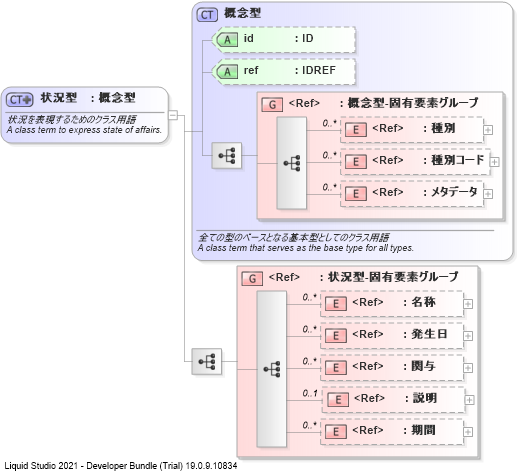 CT 概念型
A id : ID
A ref : IDREF
CT 状況型 : 概念型
状況を表現するためのクラス用語
A class term to express state of affairs.
G <Ref> : 概念型-固有要素グループ
0..* E <Ref> : 種別
0..* E <Ref> : 種別コード
0..* E <Ref> : メタデータ
全ての型のベースとなる基本型としてのクラス用語
A class term that serves as the base type for all types.
G <Ref> : 状況型-固有要素グループ
0..* E <Ref> : 名称
0..* E <Ref> : 発生日
0..* E <Ref> : 関与
0..1 E <Ref> : 説明
0..* E <Ref> : 期間
Liquid Studio 2021 - Developer Bundle (Trial) 19.0.9.10834